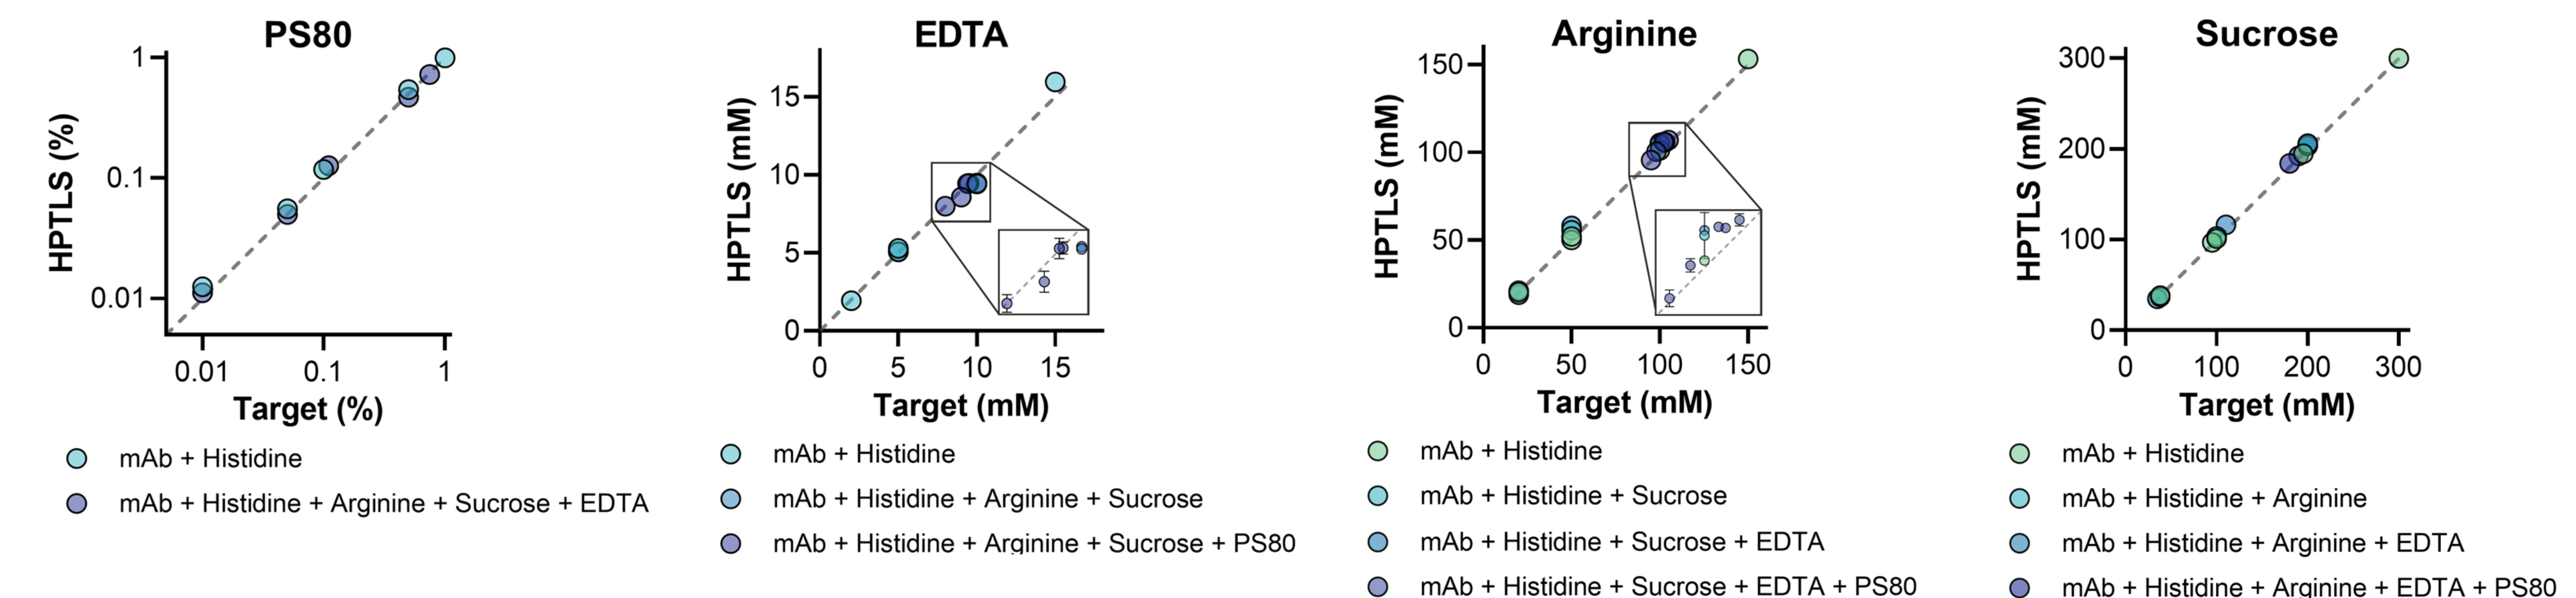 PS80
HPTLS (%)
1
0.1
0.01
0.01 0.1 1
Target (%)
mAb + Histidine
mAb + Histidine + Arginine + Sucrose + EDTA
EDTA
HPTLS (mM)
15
10
5
0
0 5 10 15
Target (mM)
mAb + Histidine
mAb + Histidine + Arginine + Sucrose
mAb + Histidine + Arginine + Sucrose + PS80
Arginine
HPTLS (mM)
150
100
50
0
0 50 100 150
Target (mM)
mAb + Histidine
mAb + Histidine + Sucrose
mAb + Histidine + Sucrose + EDTA
mAb + Histidine + Sucrose + EDTA + PS80
Sucrose
HPTLS (mM)
300
200
100
0
0 100 200 300
Target (mM)
mAb + Histidine
mAb + Histidine + Arginine
mAb + Histidine + Arginine + EDTA
mAb + Histidine + Arginine + EDTA + PS80